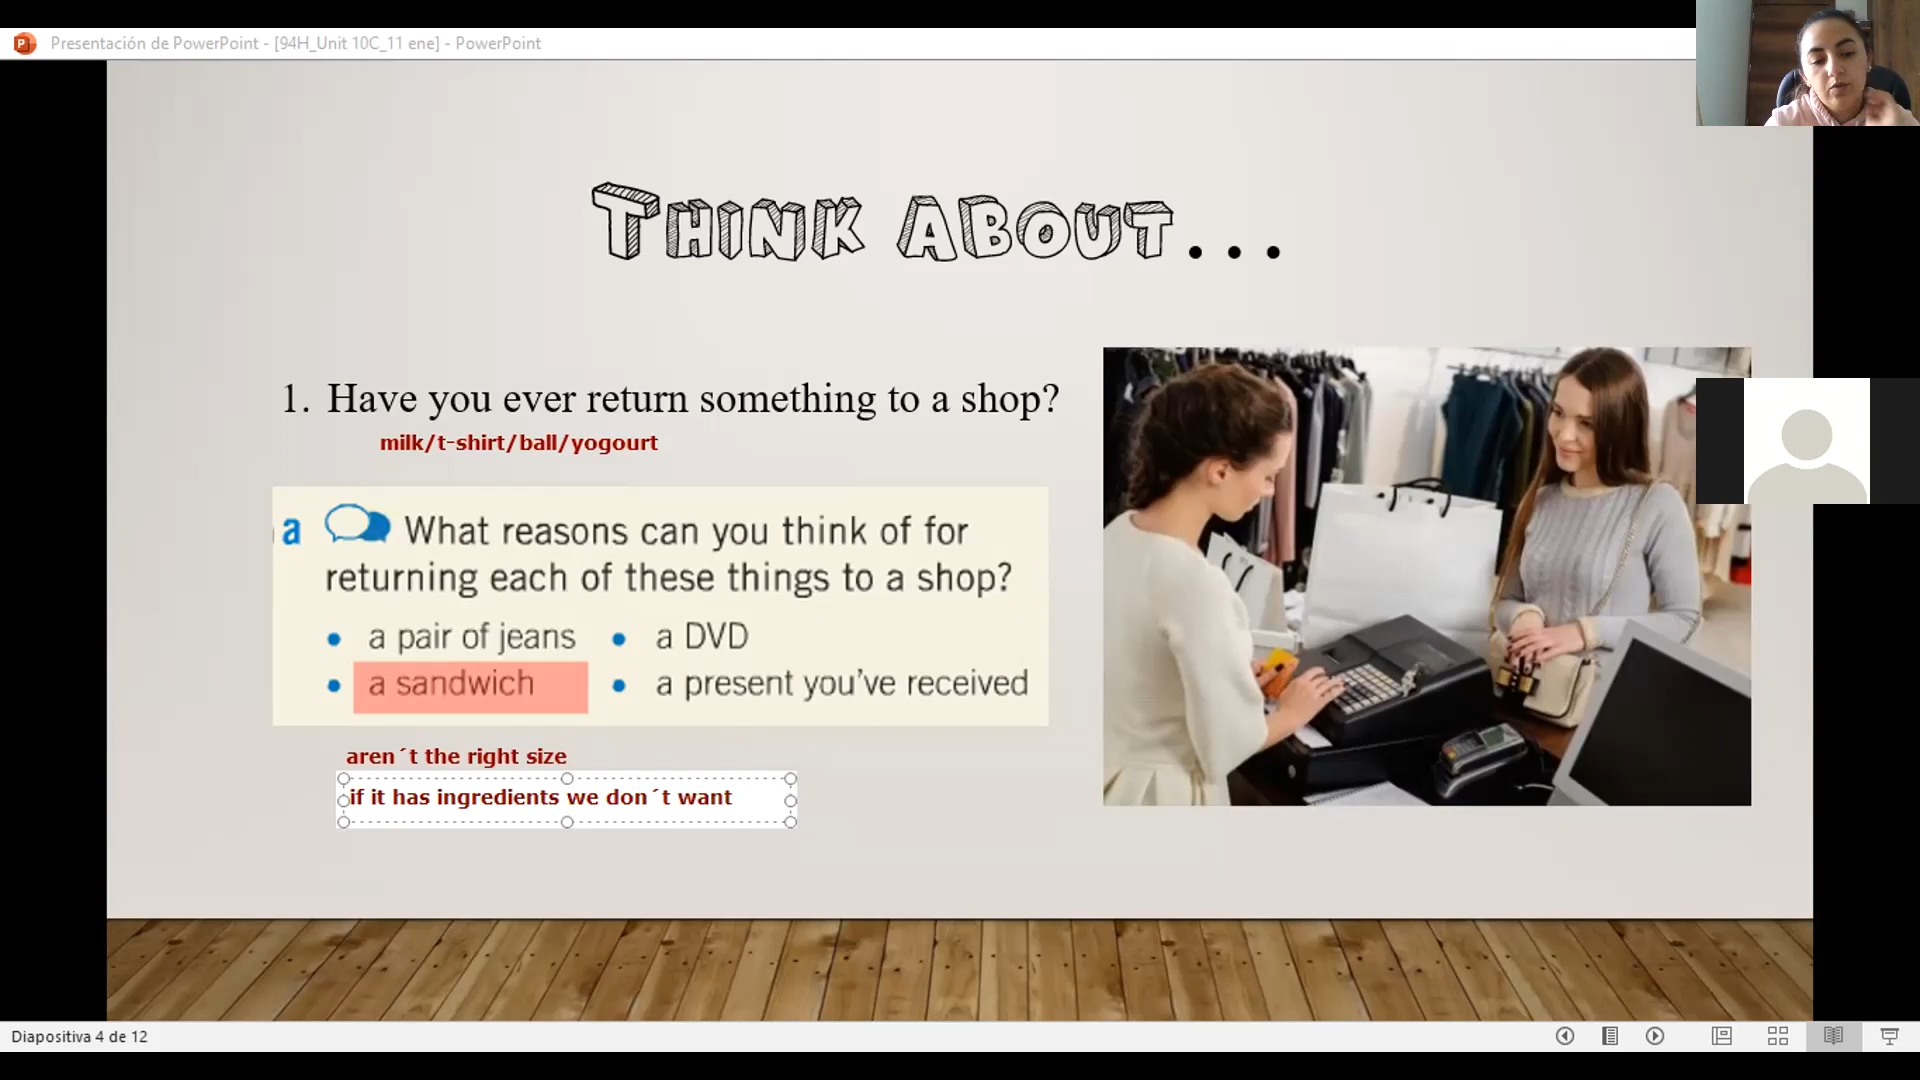 Presentación de PowerPoint - [94H_Unit 10C_11 ene] - PowerPoint
THINK ABOUT...
1. Have you ever return something to a shop?
milk/t-shirt/ball/yogourt
a What reasons can you think of for
returning each of these things to a shop?
• a pair of jeans • a DVD
• a sandwich • a present you've received
aren´t the right size
if it has ingredients we don´t want
Diapositiva 4 de 12